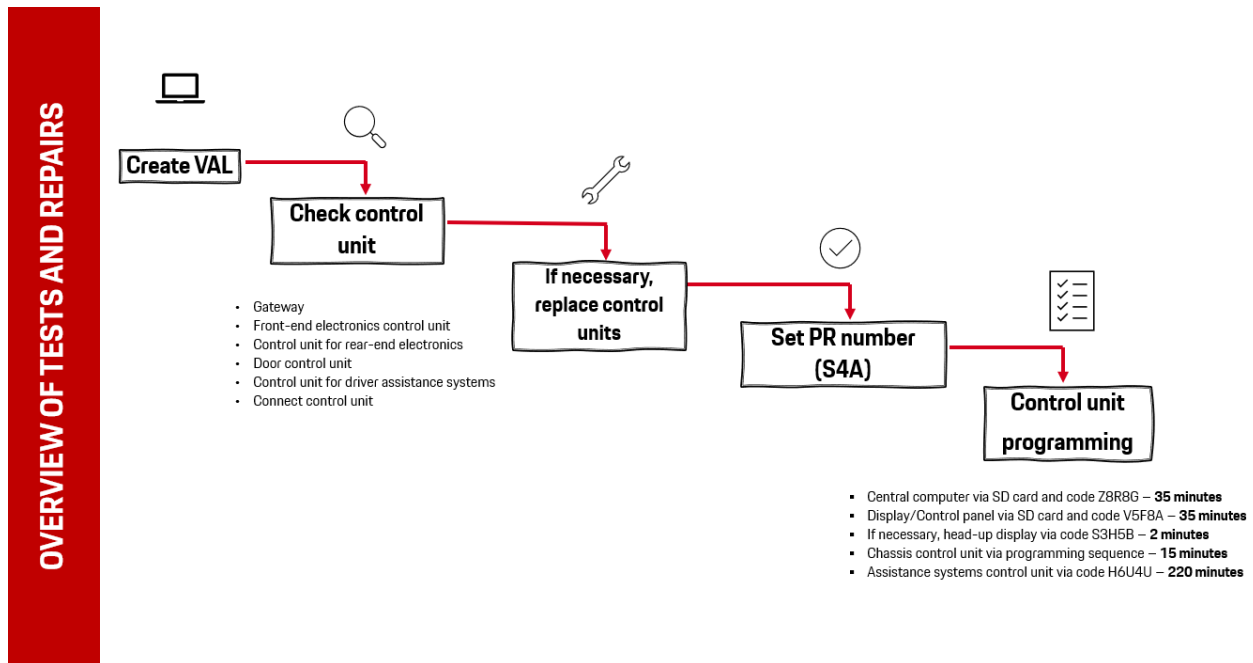 OVERVIEW OF TESTS AND REPAIRS
Create VAL
Check control
unit
• Gateway
• Front-end electronics control unit
• Control unit for rear-end electronics
• Door control unit
• Control unit for driver assistance systems
• Connect control unit
If necessary,
replace control
units
Set PR number
(S4A)
Control unit
programming
▪ Central computer via SD card and code Z8R8G – 35 minutes
▪ Display/Control panel via SD card and code V5F8A – 35 minutes
▪ If necessary, head-up display via code S3H5B – 2 minutes
▪ Chassis control unit via programming sequence – 15 minutes
▪ Assistance systems control unit via code H6U4U – 220 minutes